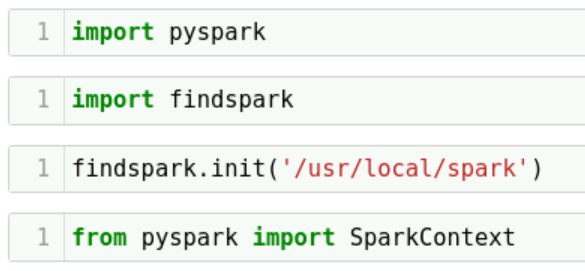 1 import pyspark
1 import findspark
1 findspark.init('/usr/local/spark')
1 from pyspark import SparkContext